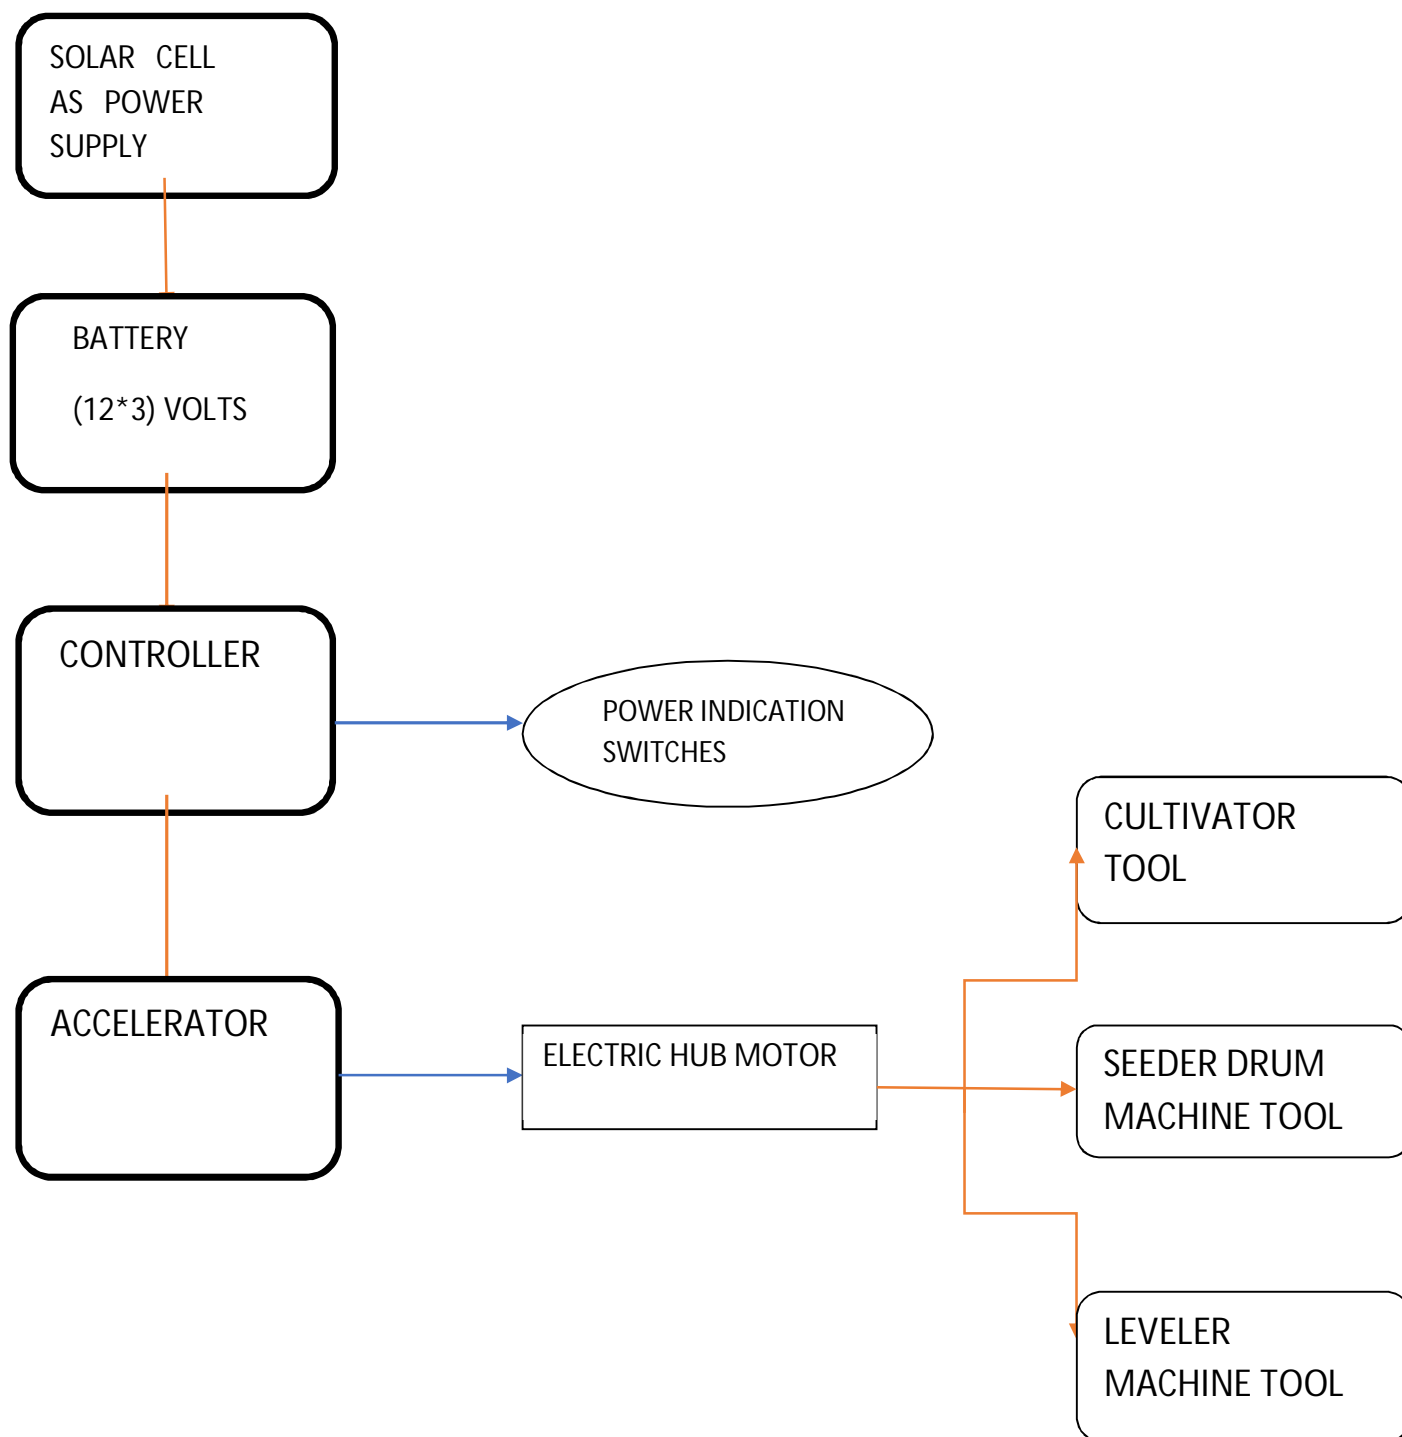 SOLAR CELL
AS POWER
SUPPLY
BATTERY
(12*3) VOLTS
CONTROLLER
POWER INDICATION
SWITCHES
CULTIVATOR
TOOL
ACCELERATOR
ELECTRIC HUB MOTOR
SEEDER DRUM
MACHINE TOOL
LEVELER
MACHINE TOOL